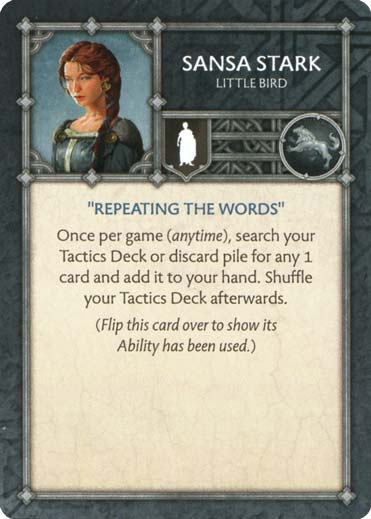 SANSA STARK
LITTLE BIRD
"REPEATING THE WORDS"
Once per game (anytime), search your
Tactics Deck or discard pile for any 1
card and add it to your hand. Shuffle
your Tactics Deck afterwards.
(Flip this card over to show its
Ability has been used.)